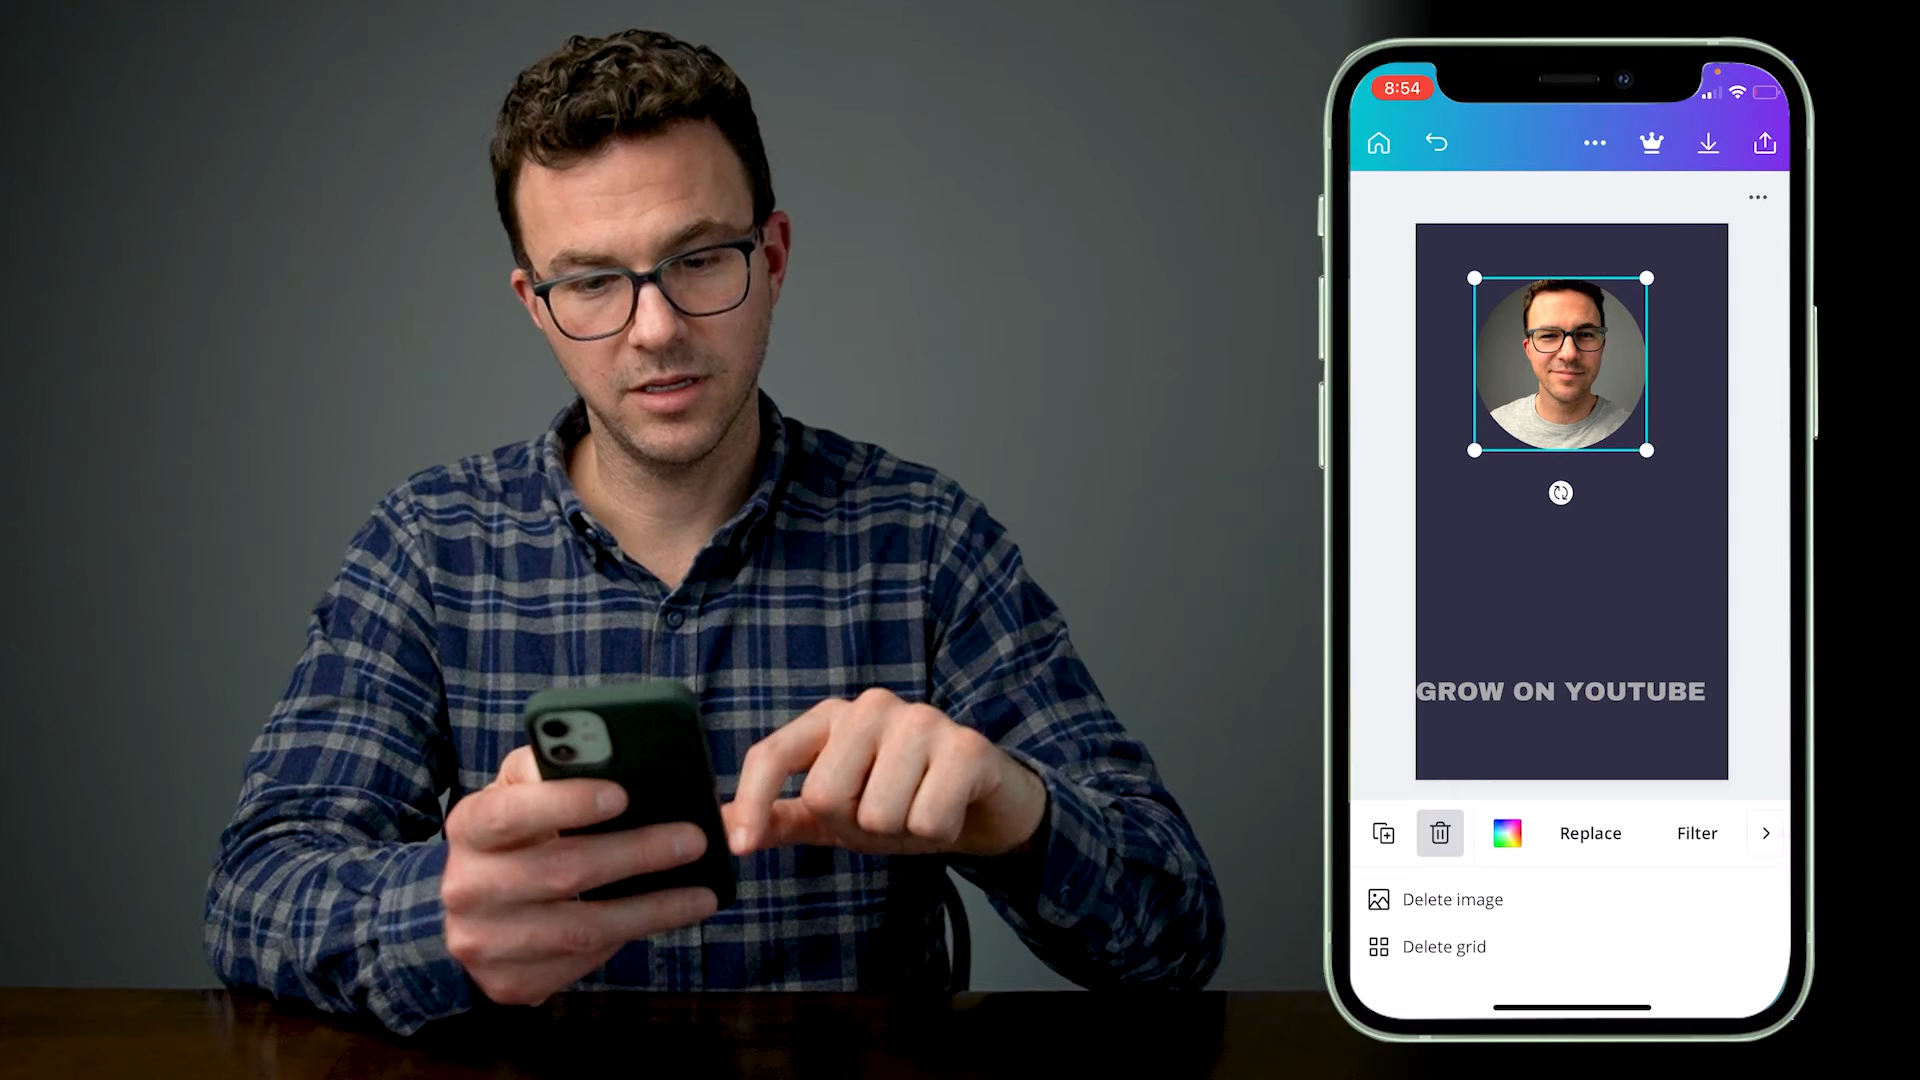 8:54
GROW ON YOUTUBE
Replace
Filter
Delete image
Delete grid